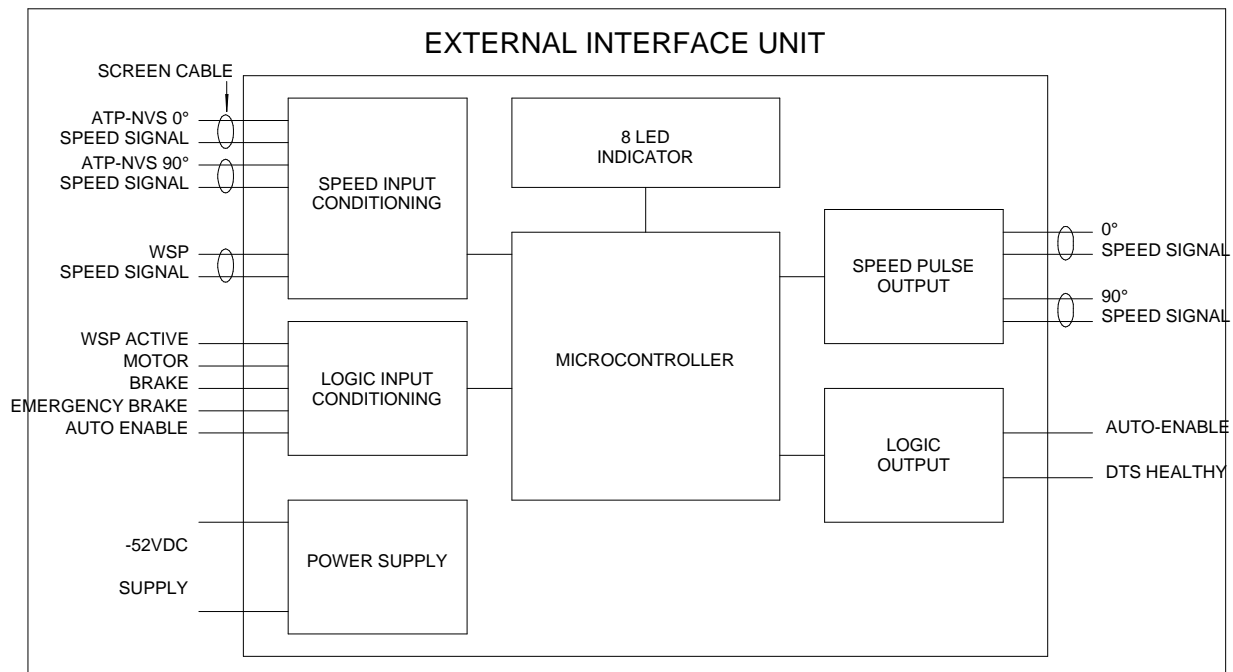 EXTERNAL INTERFACE UNIT
SCREEN CABLE
ATP-NVS 0°
SPEED SIGNAL
ATP-NVS 90°
SPEED SIGNAL
WSP
SPEED SIGNAL
WSP ACTIVE
MOTOR
BRAKE
EMERGENCY BRAKE
AUTO ENABLE
-52VDC
SUPPLY
SPEED INPUT
CONDITIONING
LOGIC INPUT
CONDITIONING
POWER SUPPLY
8 LED
INDICATOR
MICROCONTROLLER
SPEED PULSE
OUTPUT
LOGIC
OUTPUT
0°
SPEED SIGNAL
90°
SPEED SIGNAL
AUTO-ENABLE
DTS HEALTHY